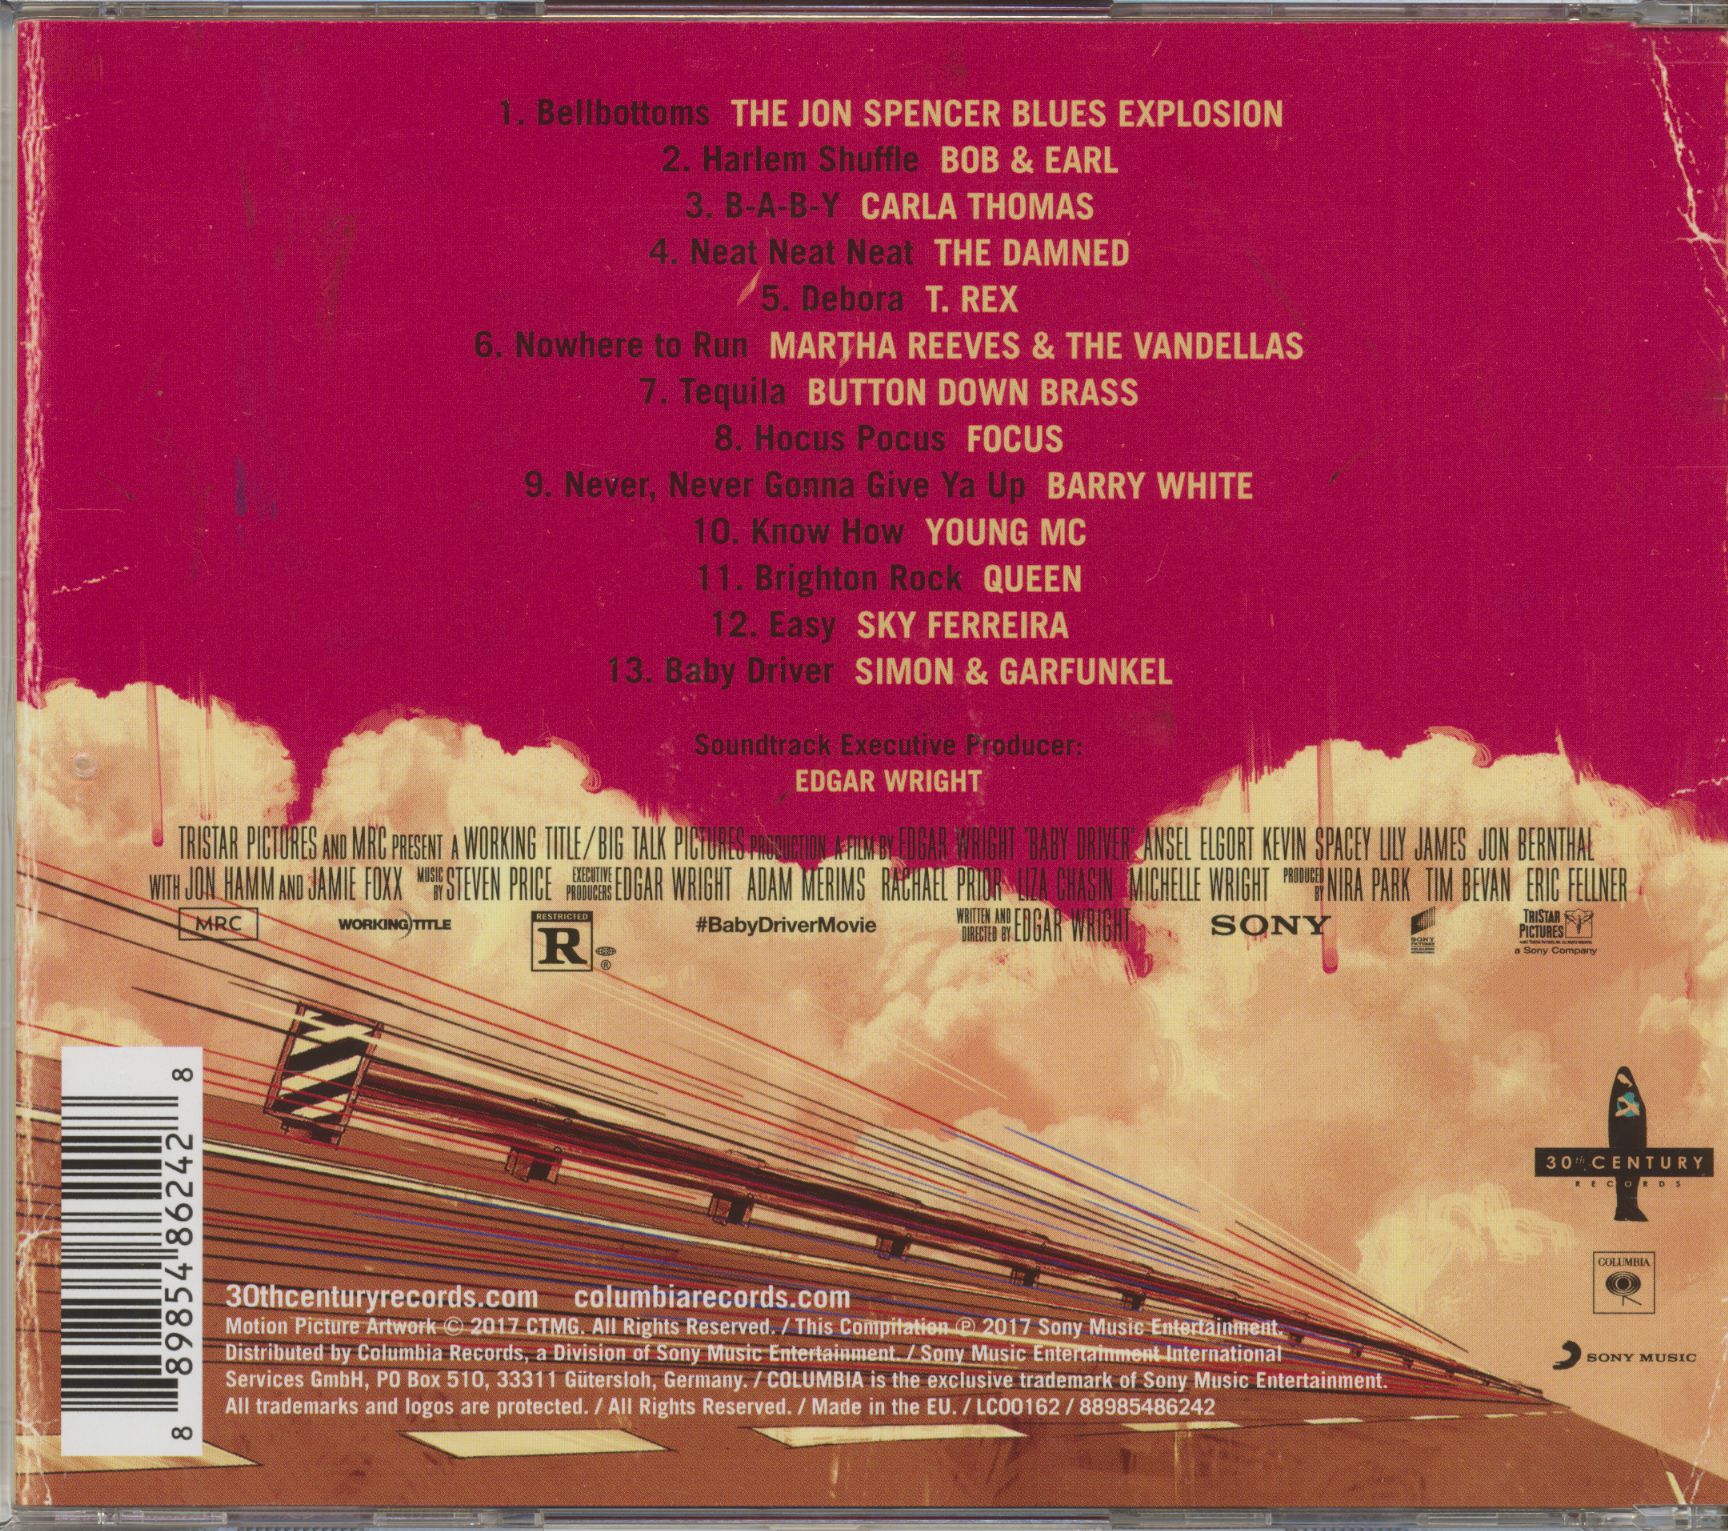 1. Bellbottoms THE JON SPENCER BLUES EXPLOSION
2. Harlem Shuffle BOB & EARL
3. B-A-B-Y CARLA THOMAS
4. Neat Neat Neat THE DAMNED
5. Debora T. REX
6. Nowhere to Run MARTHA REEVES & THE VANDELLAS
7. Tequila BUTTON DOWN BRASS
8. Hocus Pocus FOCUS
9. Never, Never Gonna Give Ya Up BARRY WHITE
10. Know How YOUNG MC
11. Brighton Rock QUEEN
12. Easy SKY FERREIRA
13. Baby Driver SIMON & GARFUNKEL
Soundtrack Executive Producer:
EDGAR WRIGHT
TRISTAR PICTURES AND MRC PRESENT A WORKING TITLE/BIG TALK PICTURES PRODUCTION A FILM BY EDGAR WRIGHT "BABY DRIVER" ANSEL ELGORT KEVIN SPACEY LILY JAMES JON BERNTHAL
WITH JON HAMM AND JAMIE FOXX MUSIC BY STEVEN PRICE EXECUTIVE PRODUCERS EDGAR WRIGHT ADAM MERIMS RACHAEL PRIOR LIZA CHASIN MICHELLE WRIGHT PRODUCED BY NIRA PARK TIM BEVAN ERIC FELLNER
MRC WORKING TITLE RESTRICTED R ® #BabyDriverMovie WRITTEN AND DIRECTED BY EDGAR WRIGHT SONY SONY PICTURES TRISTAR PICTURES a Sony Company
30th CENTURY
RECORDS
COLUMBIA
SONY MUSIC
8 89854 86242 8
30thcenturyrecords.com columbiarecords.com
Motion Picture Artwork © 2017 CTMG. All Rights Reserved. / This Compilation ℗ 2017 Sony Music Entertainment.
Distributed by Columbia Records, a Division of Sony Music Entertainment. / Sony Music Entertainment International
Services GmbH, PO Box 510, 33311 Gütersloh, Germany. / COLUMBIA is the exclusive trademark of Sony Music Entertainment.
All trademarks and logos are protected. / All Rights Reserved. / Made in the EU. / LC00162 / 88985486242